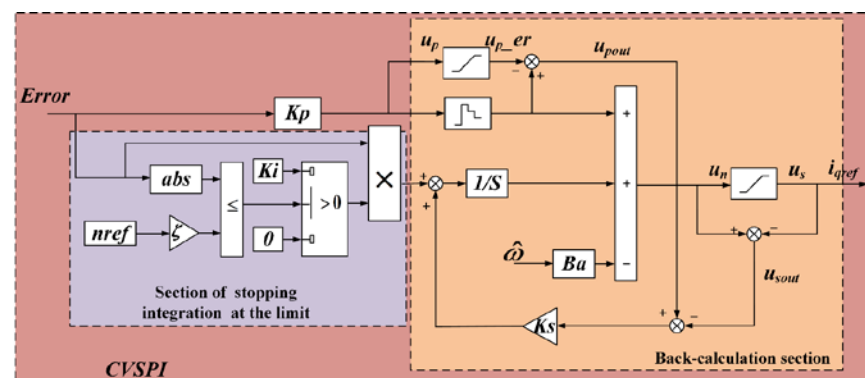 u_p u_p_er u_pout
Error
Kp
+
abs
Ki
≤
>0
×
nref
ζ
0
1/S
u_n u_s i_qref
ω̂
Ba
u_sout
Ks
Section of stopping
integration at the limit
CVSPI
Back-calculation section